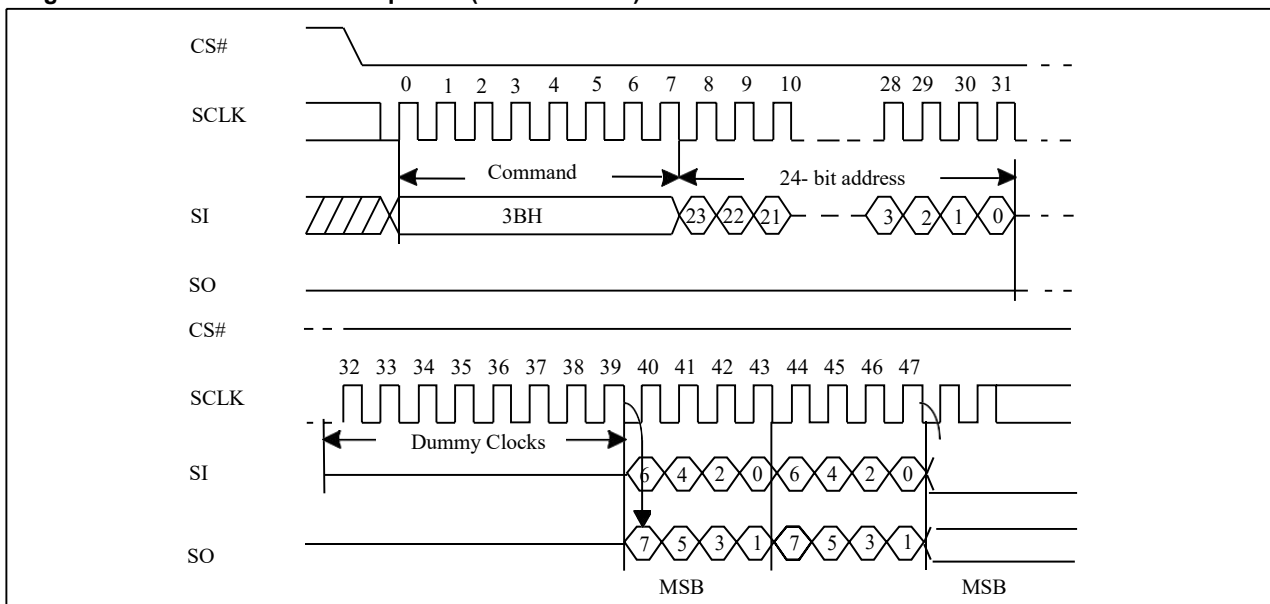 CS#
0 1 2 3 4 5 6 7 8 9 10 28 29 30 31
SCLK
Command 24- bit address
SI 3BH 23 22 21 3 2 1 0
SO
CS#
32 33 34 35 36 37 38 39 40 41 42 43 44 45 46 47
SCLK
Dummy Clocks
SI 6 4 2 0 6 4 2 0
SO 7 5 3 1 7 5 3 1
MSB MSB